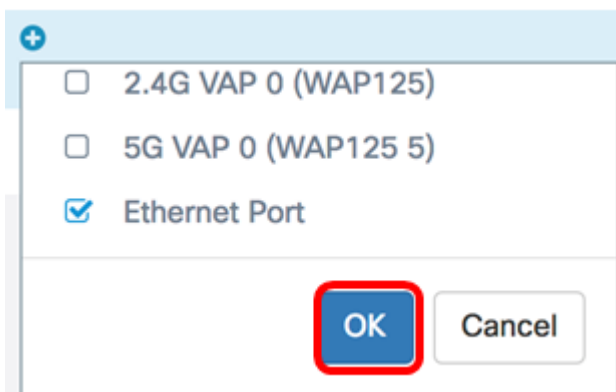 2.4G VAP 0 (WAP125)
5G VAP 0 (WAP125 5)
Ethernet Port
OK Cancel